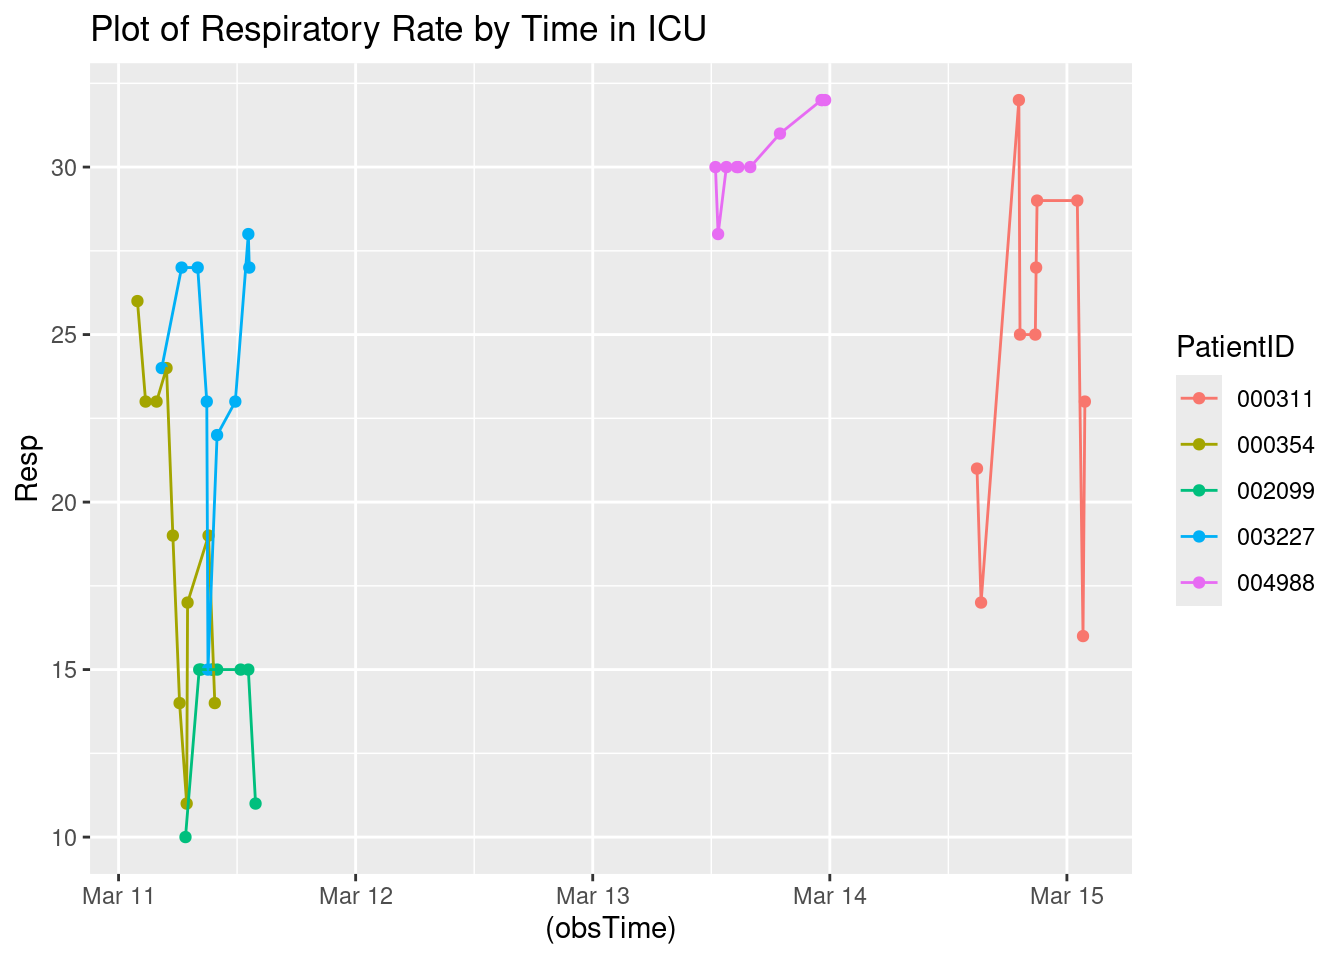 Plot of Respiratory Rate by Time in ICU
Resp
30
25
20
15
10
Mar 11
Mar 12
Mar 13
Mar 14
Mar 15
(obsTime)
PatientID
000311
000354
002099
003227
004988